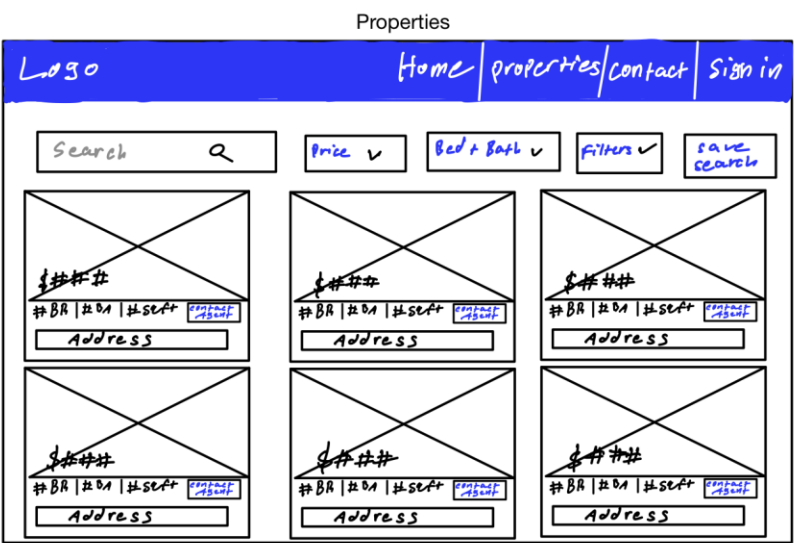 Properties
Logo Home properties contact Sign in
Search Price Bed + Bath Filters save search
$### $### $###
#BR | #BA | #sqft contact Agent #BR | #BA | #sqft contact Agent #BR | #BA | #sqft contact Agent
Address Address Address
$### $### $###
#BR | #BA | #sqft contact Agent #BR | #BA | #sqft contact Agent #BR | #BA | #sqft contact Agent
Address Address Address